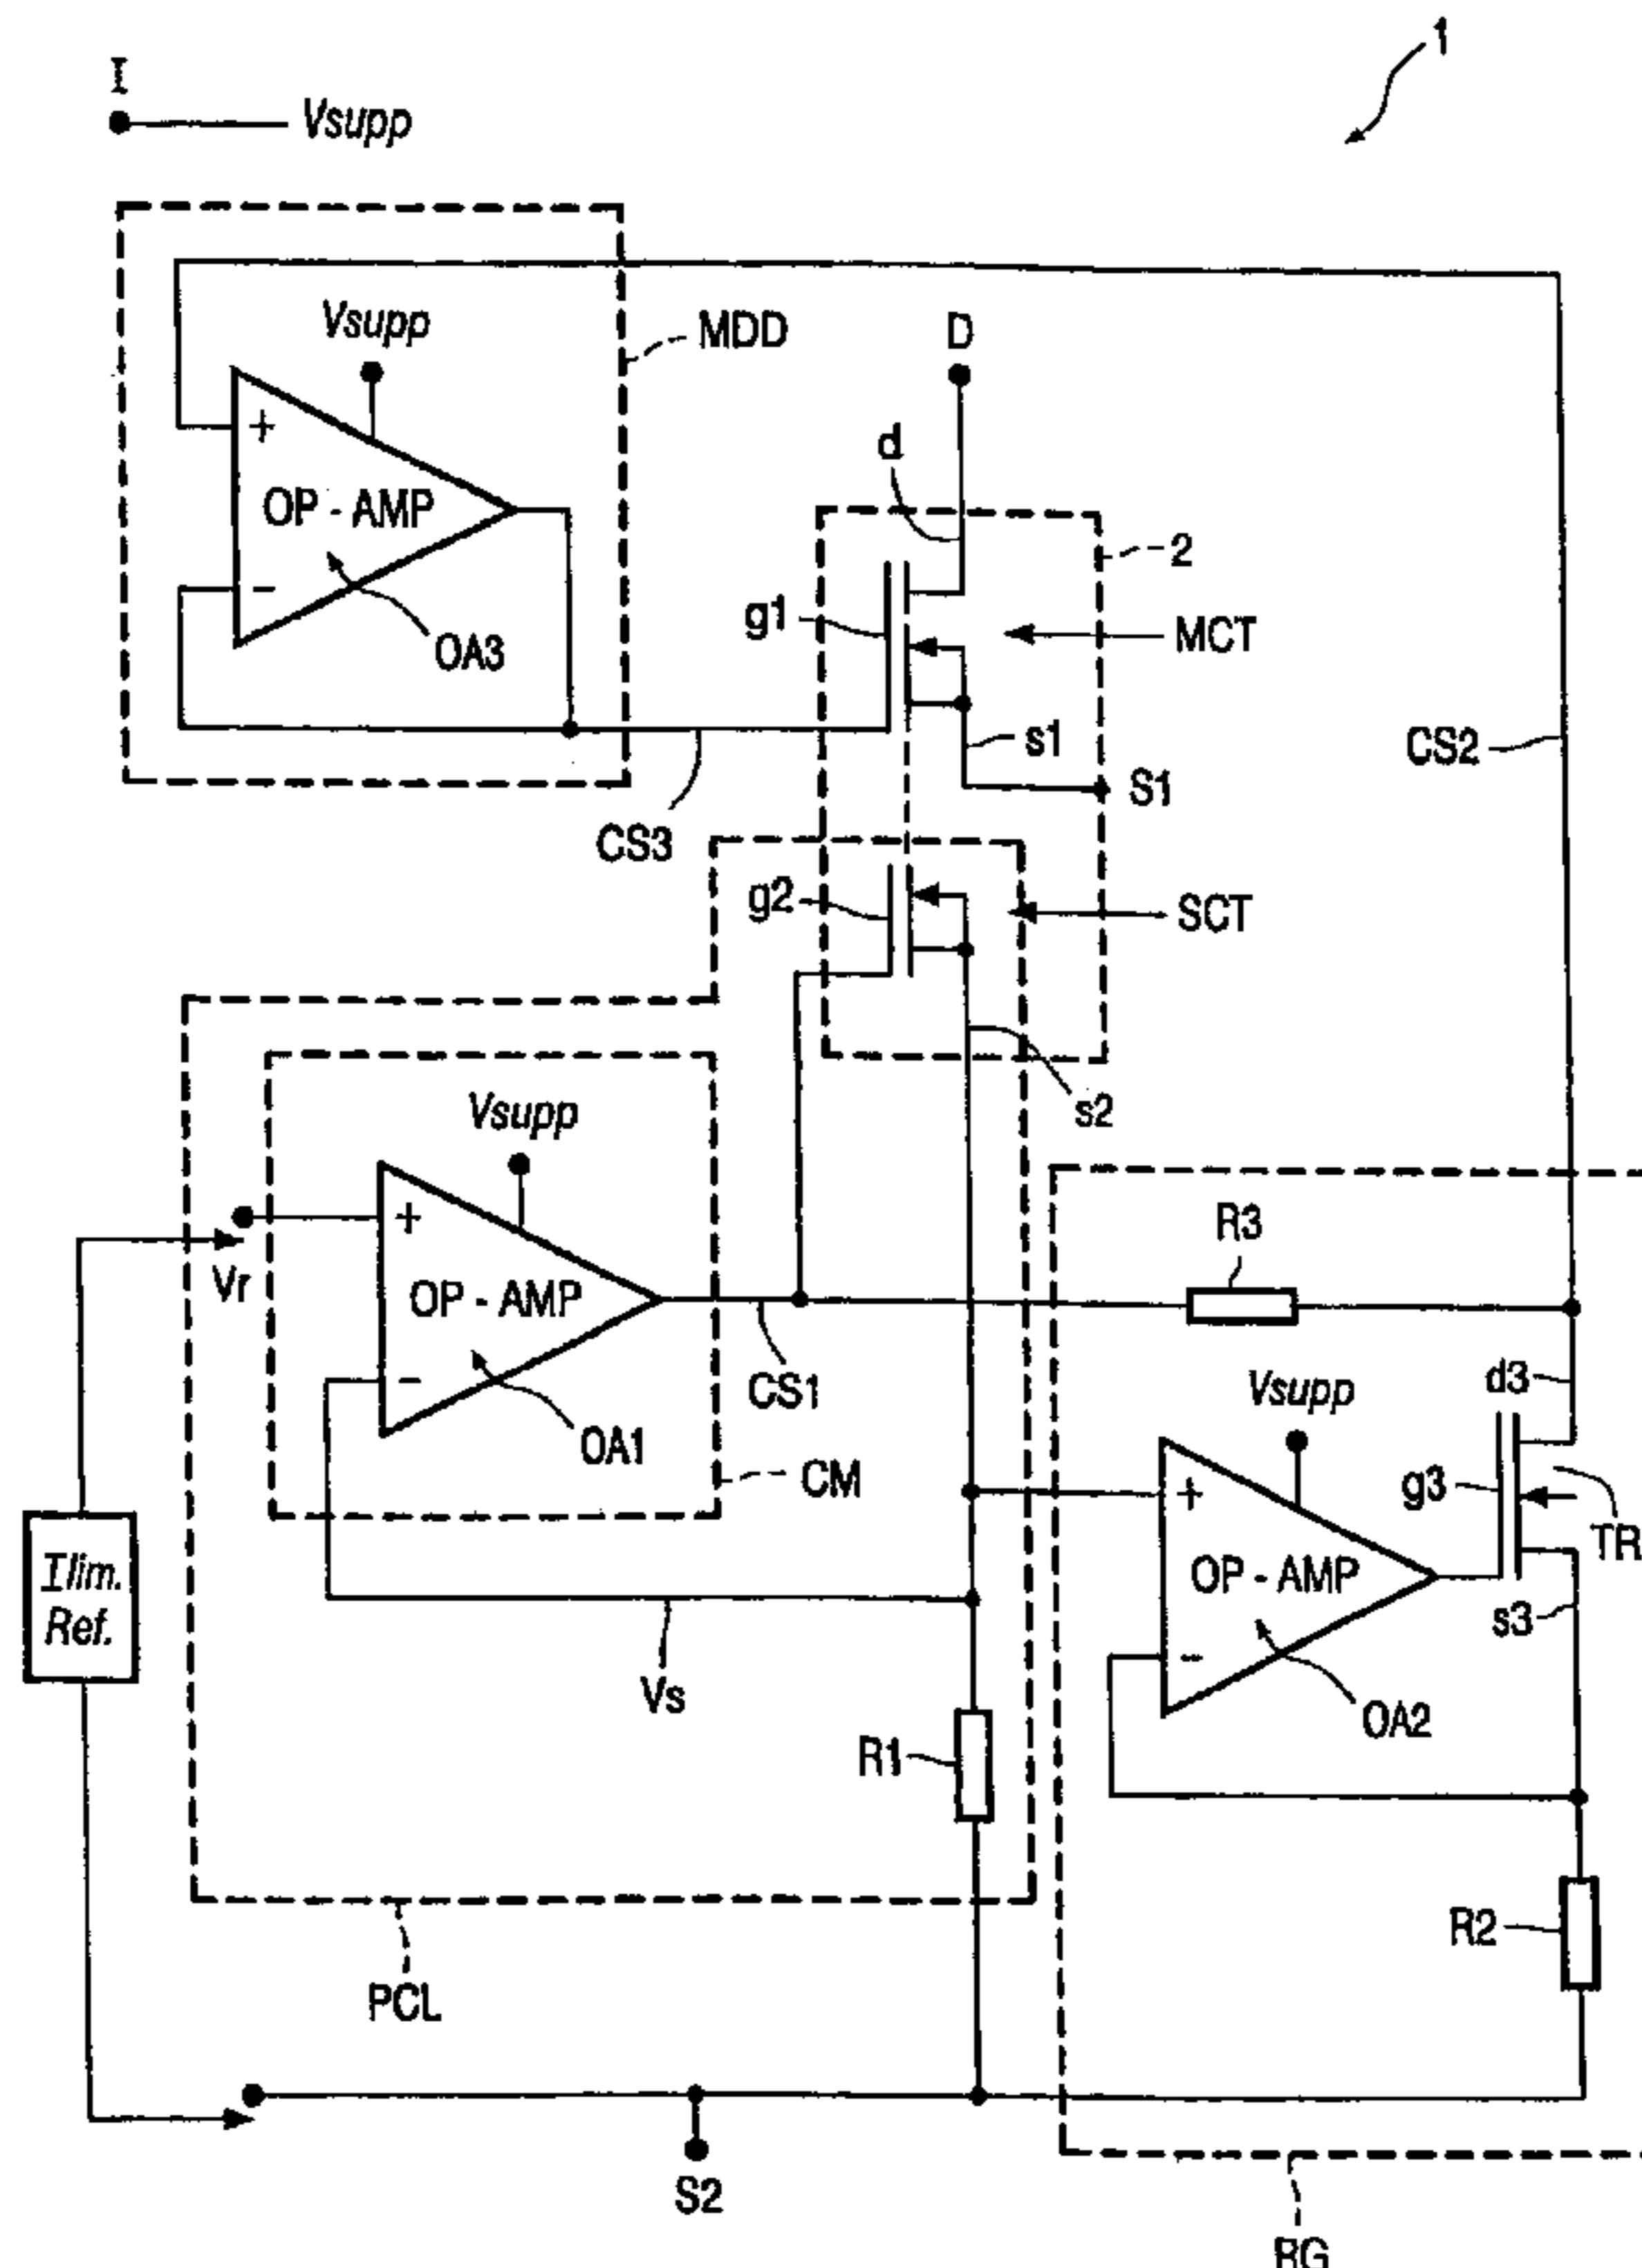 1
I
Vsupp
Vsupp
MDD
D
d
+
OP - AMP
2
g1
MCT
-
OA3
s1
CS2
S1
CS3
g2
SCT
Vsupp
s2
R3
+
Vr
OP - AMP
d3
Vsupp
-
CS1
OA1
CM
g3
+
TR
Ilim.
Ref.
OP - AMP
s3
-
Vs
OA2
R1
R2
PCL
S2